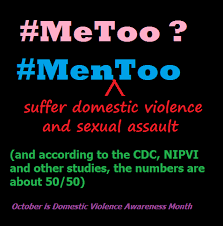 #MeToo ?
#MenToo
suffer domestic violence
and sexual assault
(and according to the CDC, NIPVI
and other studies, the numbers are
about 50/50)
October is Domestic Violence Awareness Month